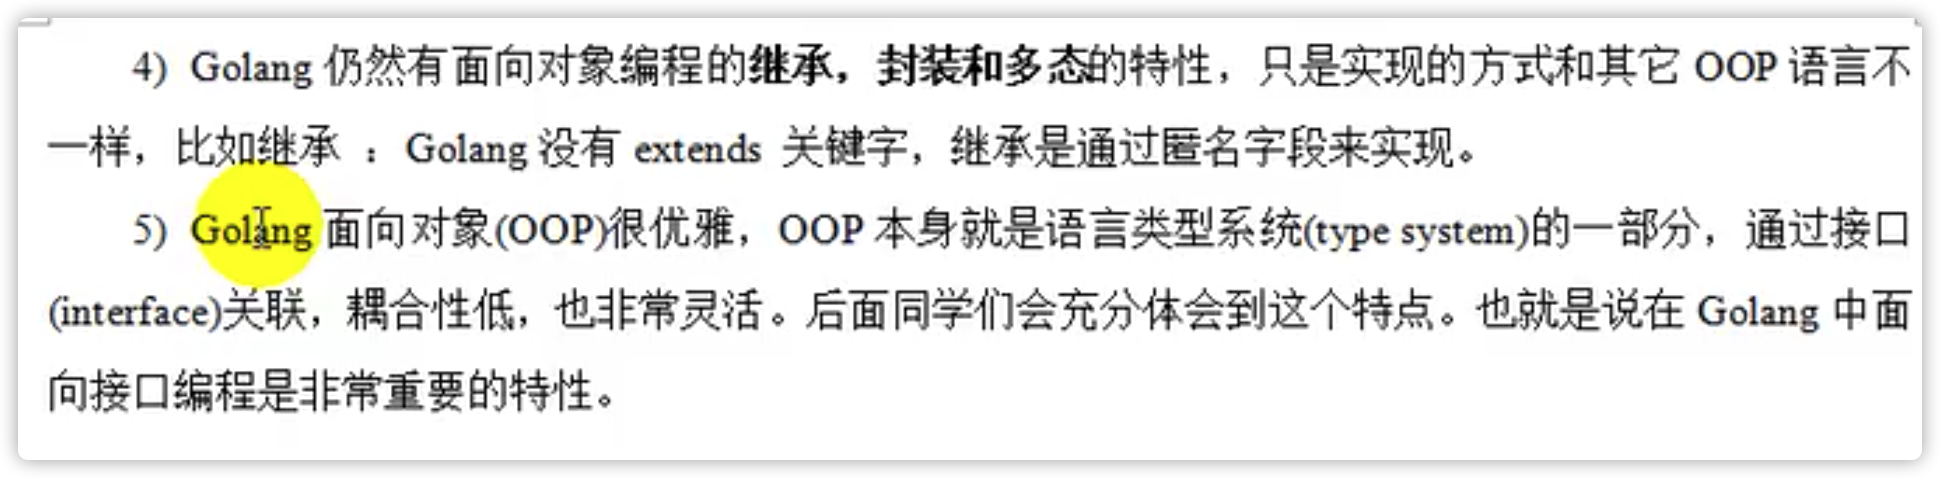 4) Golang 仍然有面向对象编程的继承，封装和多态的特性，只是实现的方式和其它 OOP 语言不
一样，比如继承 ：Golang 没有 extends 关键字，继承是通过匿名字段来实现。
5) Golang 面向对象(OOP)很优雅，OOP 本身就是语言类型系统(type system)的一部分，通过接口
(interface)关联，耦合性低，也非常灵活。后面同学们会充分体会到这个特点。也就是说在 Golang 中面
向接口编程是非常重要的特性。